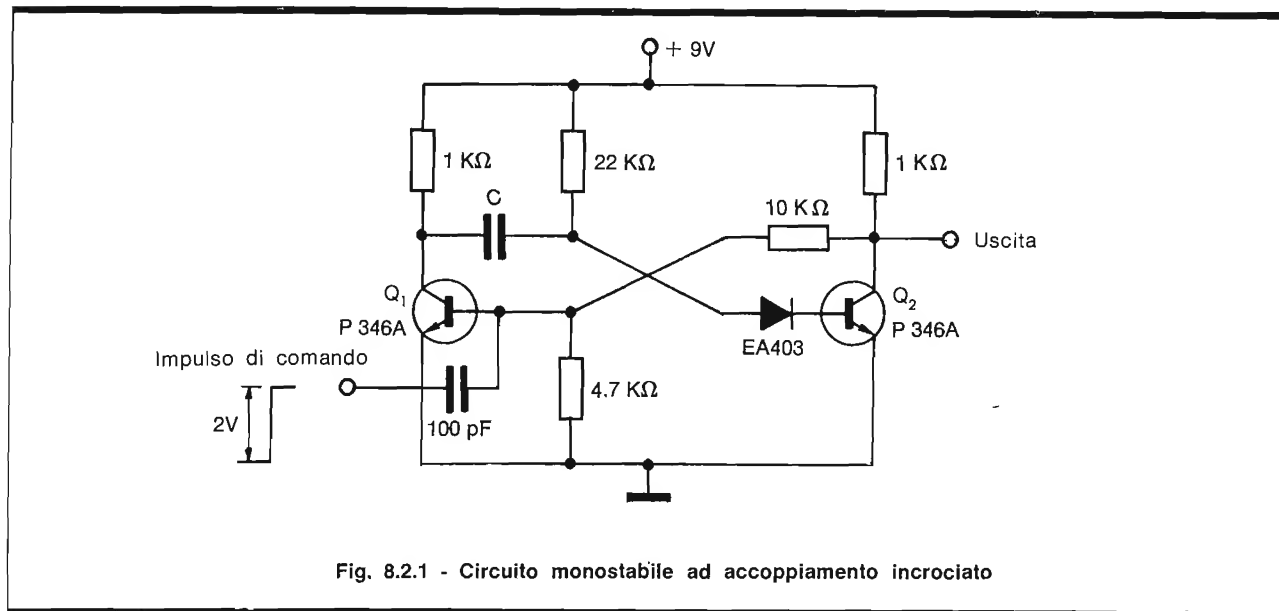 + 9V
1 KΩ
22 KΩ
1 KΩ
C
10 KΩ
Uscita
Q1
P 346A
Q2
P 346A
EA403
Impulso di comando
2V
100 pF
4.7 KΩ
Fig. 8.2.1 - Circuito monostabile ad accoppiamento incrociato